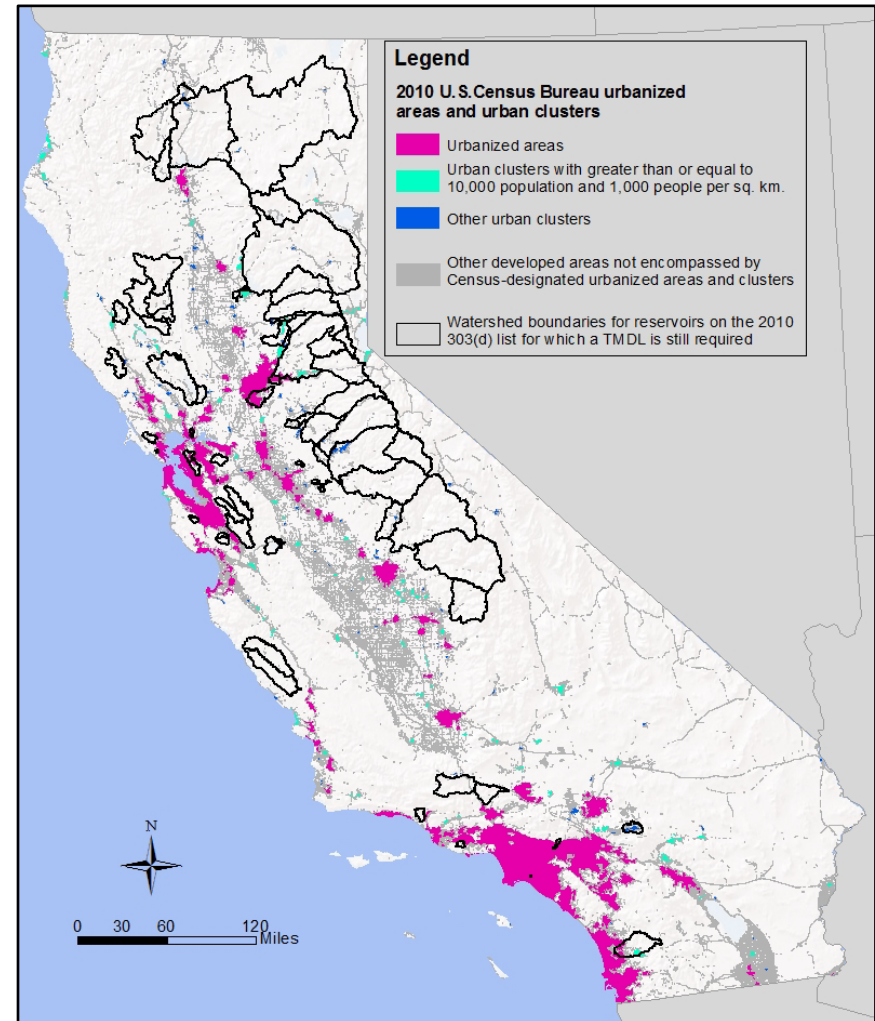 Legend
2010 U.S.Census Bureau urbanized
areas and urban clusters
Urbanized areas
Urban clusters with greater than or equal to
10,000 population and 1,000 people per sq. km.
Other urban clusters
Other developed areas not encompassed by
Census-designated urbanized areas and clusters
Watershed boundaries for reservoirs on the 2010
303(d) list for which a TMDL is still required
N
0 30 60 120
Miles